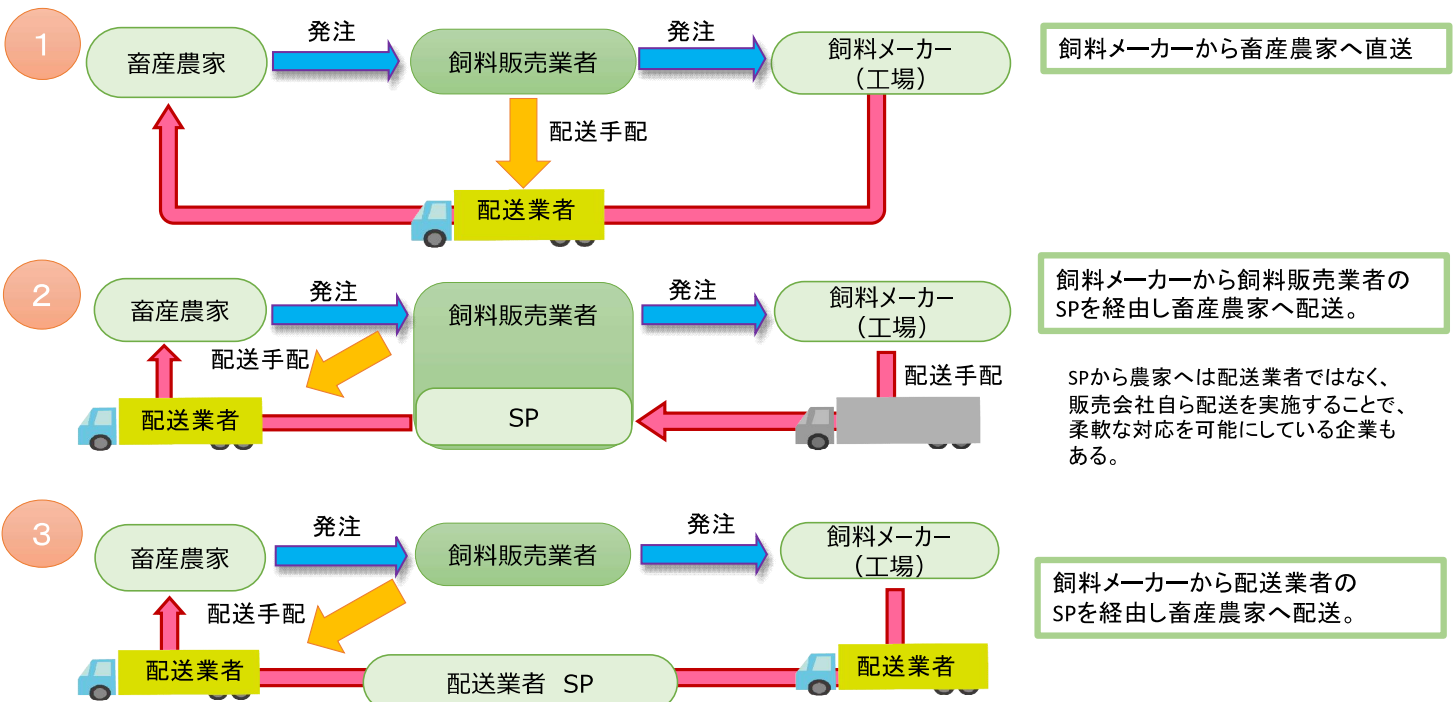 １
発注
発注
畜産農家
飼料販売業者
飼料メーカー
（工場）
飼料メーカーから畜産農家へ直送
配送手配
配送業者
２
発注
発注
畜産農家
飼料販売業者
飼料メーカー
（工場）
飼料メーカーから飼料販売業者の
SPを経由し畜産農家へ配送。
配送手配
配送手配
配送業者
SP
SPから農家へは配送業者ではなく、
販売会社自ら配送を実施することで、
柔軟な対応を可能にしている企業も
ある。
３
発注
発注
畜産農家
飼料販売業者
飼料メーカー
（工場）
飼料メーカーから配送業者の
SPを経由し畜産農家へ配送。
配送手配
配送業者
配送業者　SP
配送業者